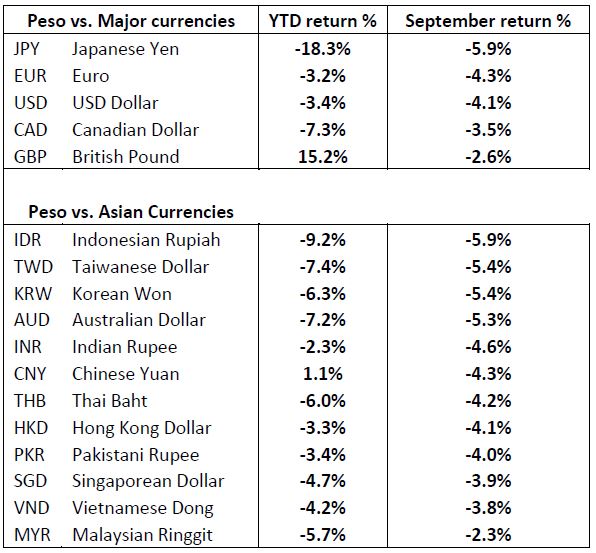 Peso vs. Major currencies YTD return % September return %
JPY Japanese Yen -18.3% -5.9%
EUR Euro -3.2% -4.3%
USD USD Dollar -3.4% -4.1%
CAD Canadian Dollar -7.3% -3.5%
GBP British Pound 15.2% -2.6%
Peso vs. Asian Currencies
IDR Indonesian Rupiah -9.2% -5.9%
TWD Taiwanese Dollar -7.4% -5.4%
KRW Korean Won -6.3% -5.4%
AUD Australian Dollar -7.2% -5.3%
INR Indian Rupee -2.3% -4.6%
CNY Chinese Yuan 1.1% -4.3%
THB Thai Baht -6.0% -4.2%
HKD Hong Kong Dollar -3.3% -4.1%
PKR Pakistani Rupee -3.4% -4.0%
SGD Singaporean Dollar -4.7% -3.9%
VND Vietnamese Dong -4.2% -3.8%
MYR Malaysian Ringgit -5.7% -2.3%